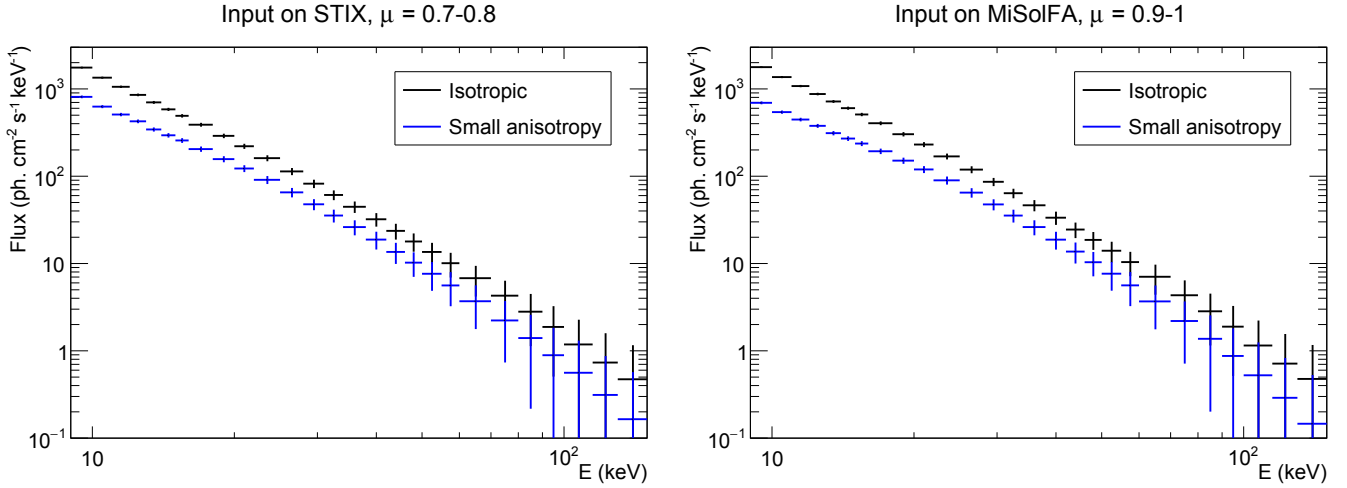 Input on STIX, μ = 0.7-0.8
Flux (ph. cm⁻² s⁻¹ keV⁻¹)
10³
10²
10
1
10⁻¹
Isotropic
Small anisotropy
10
10²
E (keV)
Input on MiSolFA, μ = 0.9-1
Flux (ph. cm⁻² s⁻¹ keV⁻¹)
10³
10²
10
1
10⁻¹
Isotropic
Small anisotropy
10
10²
E (keV)